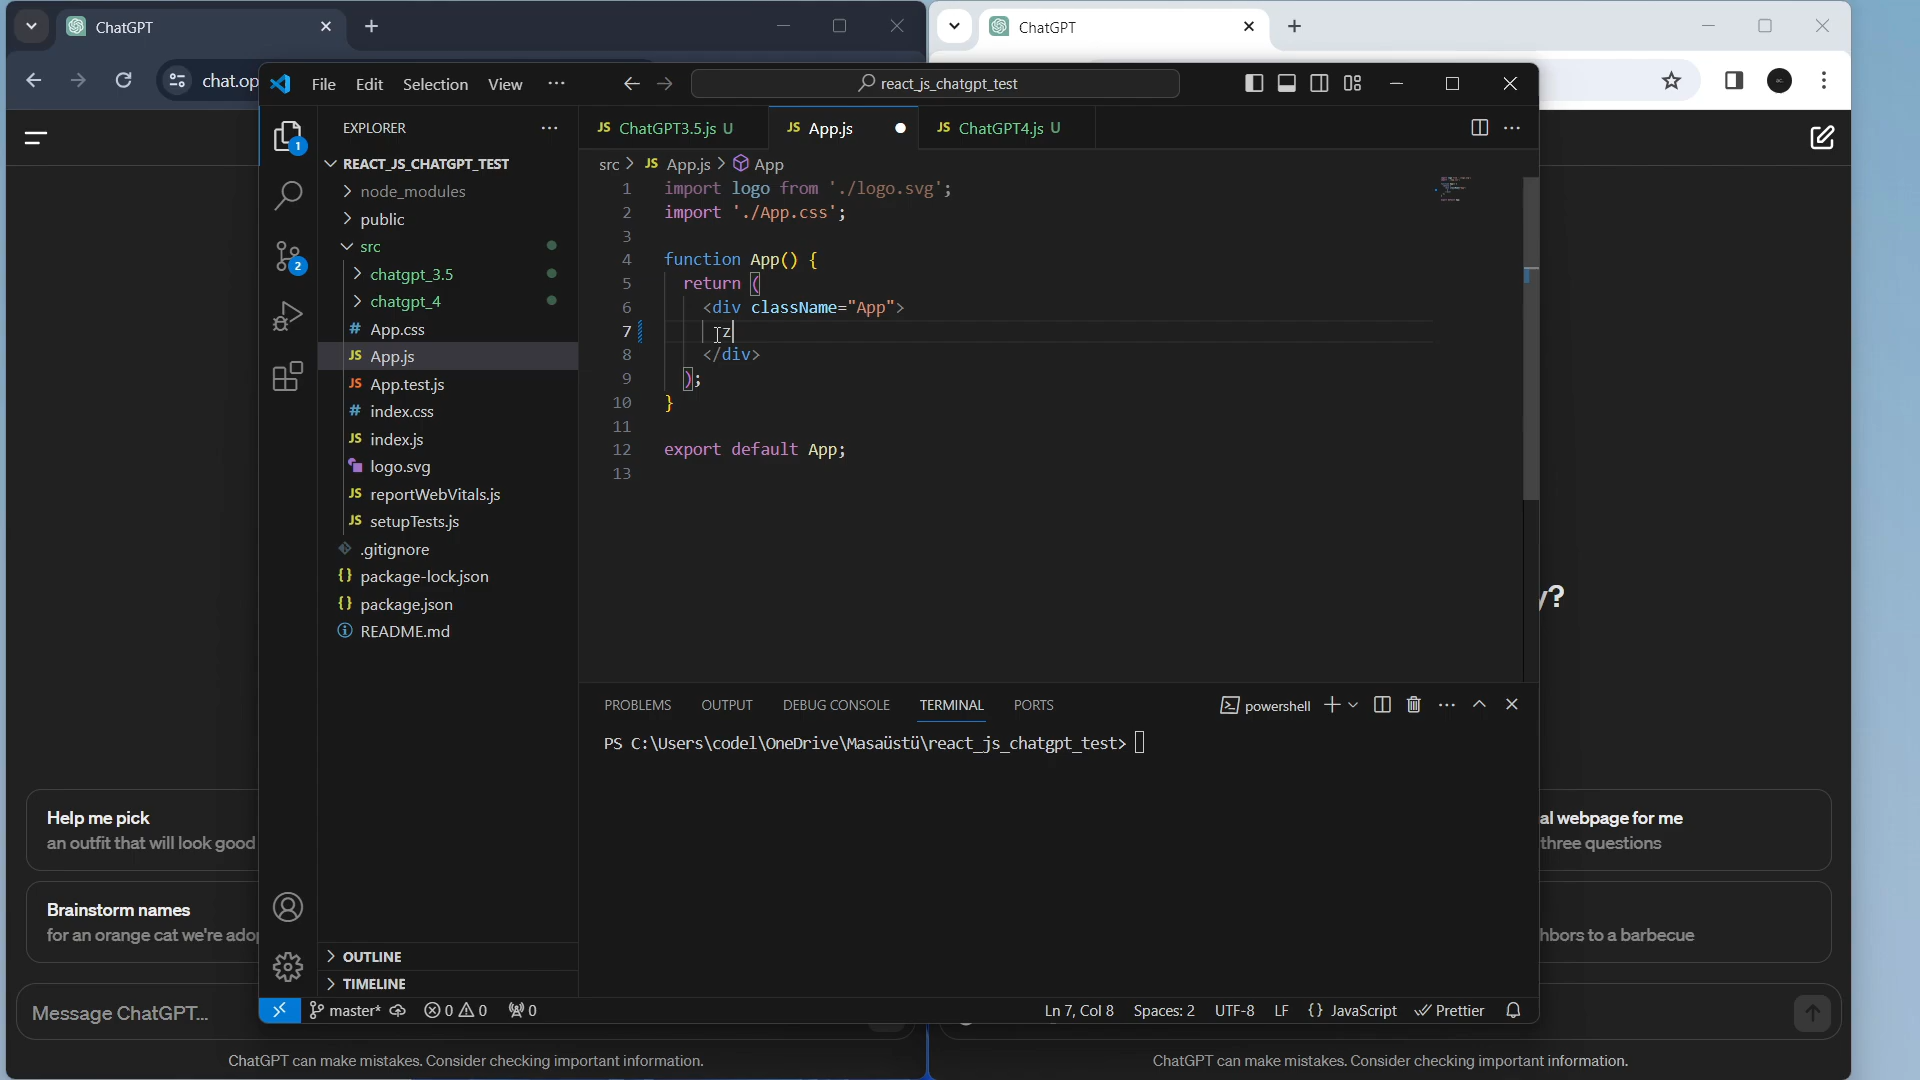 ChatGPT
ChatGPT
chat.op
File Edit Selection View ...
react_js_chatgpt_test
EXPLORER
ChatGPT3.5.js U
App.js
ChatGPT4.js U
REACT_JS_CHATGPT_TEST
src > JS App.js > App
node_modules
public
src
chatgpt_3.5
chatgpt_4
App.css
App.js
App.test.js
index.css
index.js
logo.svg
reportWebVitals.js
setupTests.js
.gitignore
package-lock.json
package.json
README.md
1 import logo from './logo.svg';
2 import './App.css';
3
4 function App() {
5 return (
6 <div className="App">
7 z
8 </div>
9 );
10 }
11
12 export default App;
13
y?
PROBLEMS OUTPUT DEBUG CONSOLE TERMINAL PORTS
powershell
PS C:\Users\codel\OneDrive\Masaüstü\react_js_chatgpt_test>
Help me pick
an outfit that will look good
Brainstorm names
for an orange cat we're adop
Message ChatGPT...
al webpage for me
three questions
hbors to a barbecue
OUTLINE
TIMELINE
1
2
master* 0 0 0
Ln 7, Col 8 Spaces: 2 UTF-8 LF {} JavaScript Prettier
ChatGPT can make mistakes. Consider checking important information.
ChatGPT can make mistakes. Consider checking important information.